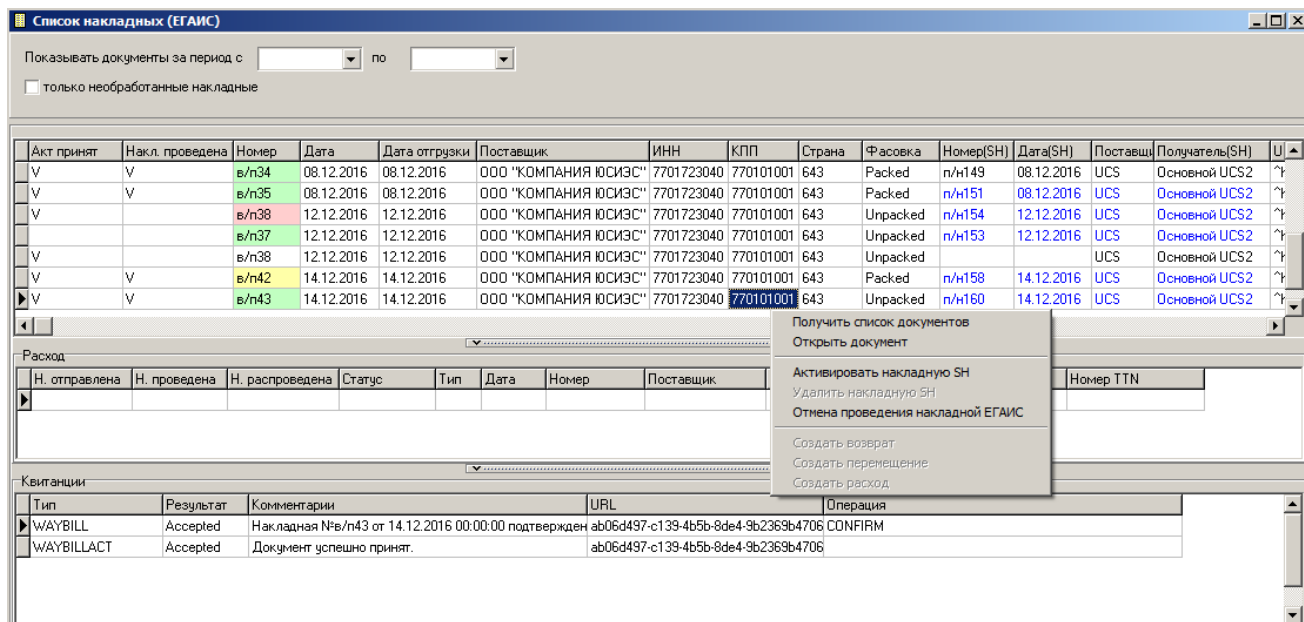 Список накладных (ЕГАИС)
Показывать документы за период с по
только необработанные накладные
Акт принят Накл. проведена Номер Дата Дата отгрузки Поставщик ИНН КПП Страна Фасовка Номер(SH) Дата(SH) Поставщи Получатель(SH) U
V V в/п34 08.12.2016 08.12.2016 ООО "КОМПАНИЯ ЮСИЭС" 7701723040 770101001 643 Packed п/н149 08.12.2016 UCS Основной UCS2
V V в/п35 08.12.2016 08.12.2016 ООО "КОМПАНИЯ ЮСИЭС" 7701723040 770101001 643 Packed п/н151 08.12.2016 UCS Основной UCS2
V в/п38 12.12.2016 12.12.2016 ООО "КОМПАНИЯ ЮСИЭС" 7701723040 770101001 643 Unpacked п/н154 12.12.2016 UCS Основной UCS2
в/п37 12.12.2016 12.12.2016 ООО "КОМПАНИЯ ЮСИЭС" 7701723040 770101001 643 Unpacked п/н153 12.12.2016 UCS Основной UCS2
V в/п38 12.12.2016 12.12.2016 ООО "КОМПАНИЯ ЮСИЭС" 7701723040 770101001 643 Unpacked UCS Основной UCS2
V V в/п42 14.12.2016 14.12.2016 ООО "КОМПАНИЯ ЮСИЭС" 7701723040 770101001 643 Packed п/н158 14.12.2016 UCS Основной UCS2
V V в/п43 14.12.2016 14.12.2016 ООО "КОМПАНИЯ ЮСИЭС" 7701723040 770101001 643 Unpacked п/н160 14.12.2016 UCS Основной UCS2
Получить список документов
Открыть документ
Активировать накладную SH
Удалить накладную SH
Отмена проведения накладной ЕГАИС
Создать возврат
Создать перемещение
Создать расход
Расход
Н. отправлена Н. проведена Н. распроведена Статус Тип Дата Номер Поставщик Номер TTN
Квитанции
Тип Результат Комментарии URL Операция
WAYBILL Accepted Накладная №в/п43 от 14.12.2016 00:00:00 подтвержден ab06d497-c139-4b5b-8de4-9b2369b4706 CONFIRM
WAYBILLACT Accepted Документ успешно принят. ab06d497-c139-4b5b-8de4-9b2369b4706